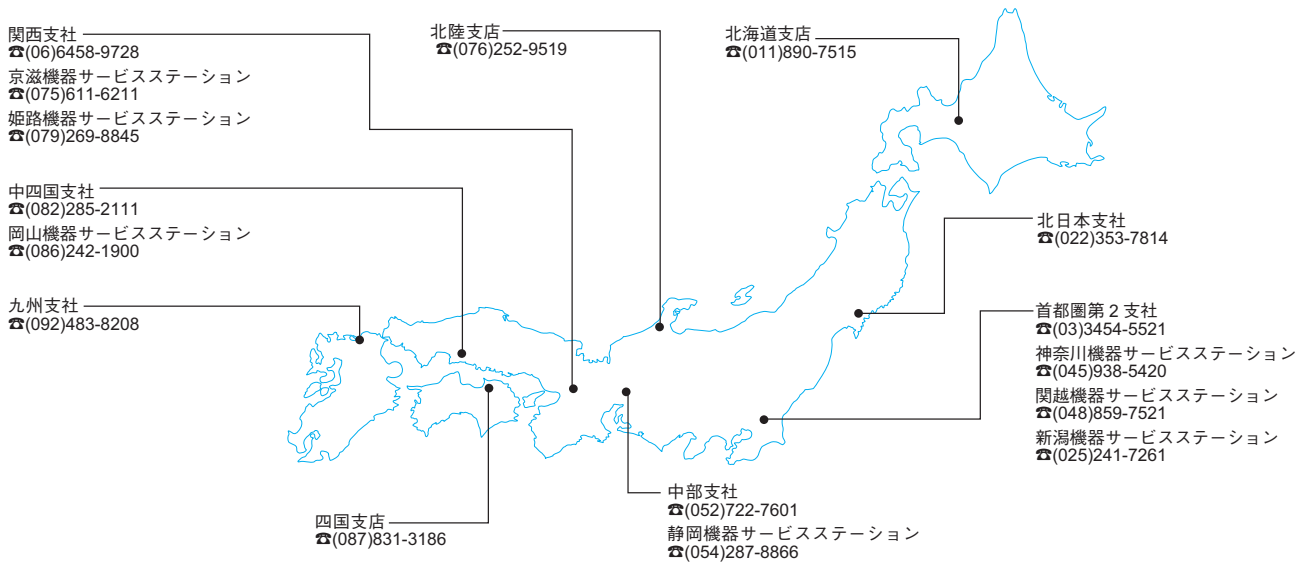 関西支社
☎(06)6458-9728
京滋機器サービスステーション
☎(075)611-6211
姫路機器サービスステーション
☎(079)269-8845
中四国支社
☎(082)285-2111
岡山機器サービスステーション
☎(086)242-1900
九州支社
☎(092)483-8208
北陸支店
☎(076)252-9519
北海道支店
☎(011)890-7515
北日本支社
☎(022)353-7814
首都圏第2支社
☎(03)3454-5521
神奈川機器サービスステーション
☎(045)938-5420
関越機器サービスステーション
☎(048)859-7521
新潟機器サービスステーション
☎(025)241-7261
中部支社
☎(052)722-7601
静岡機器サービスステーション
☎(054)287-8866
四国支店
☎(087)831-3186